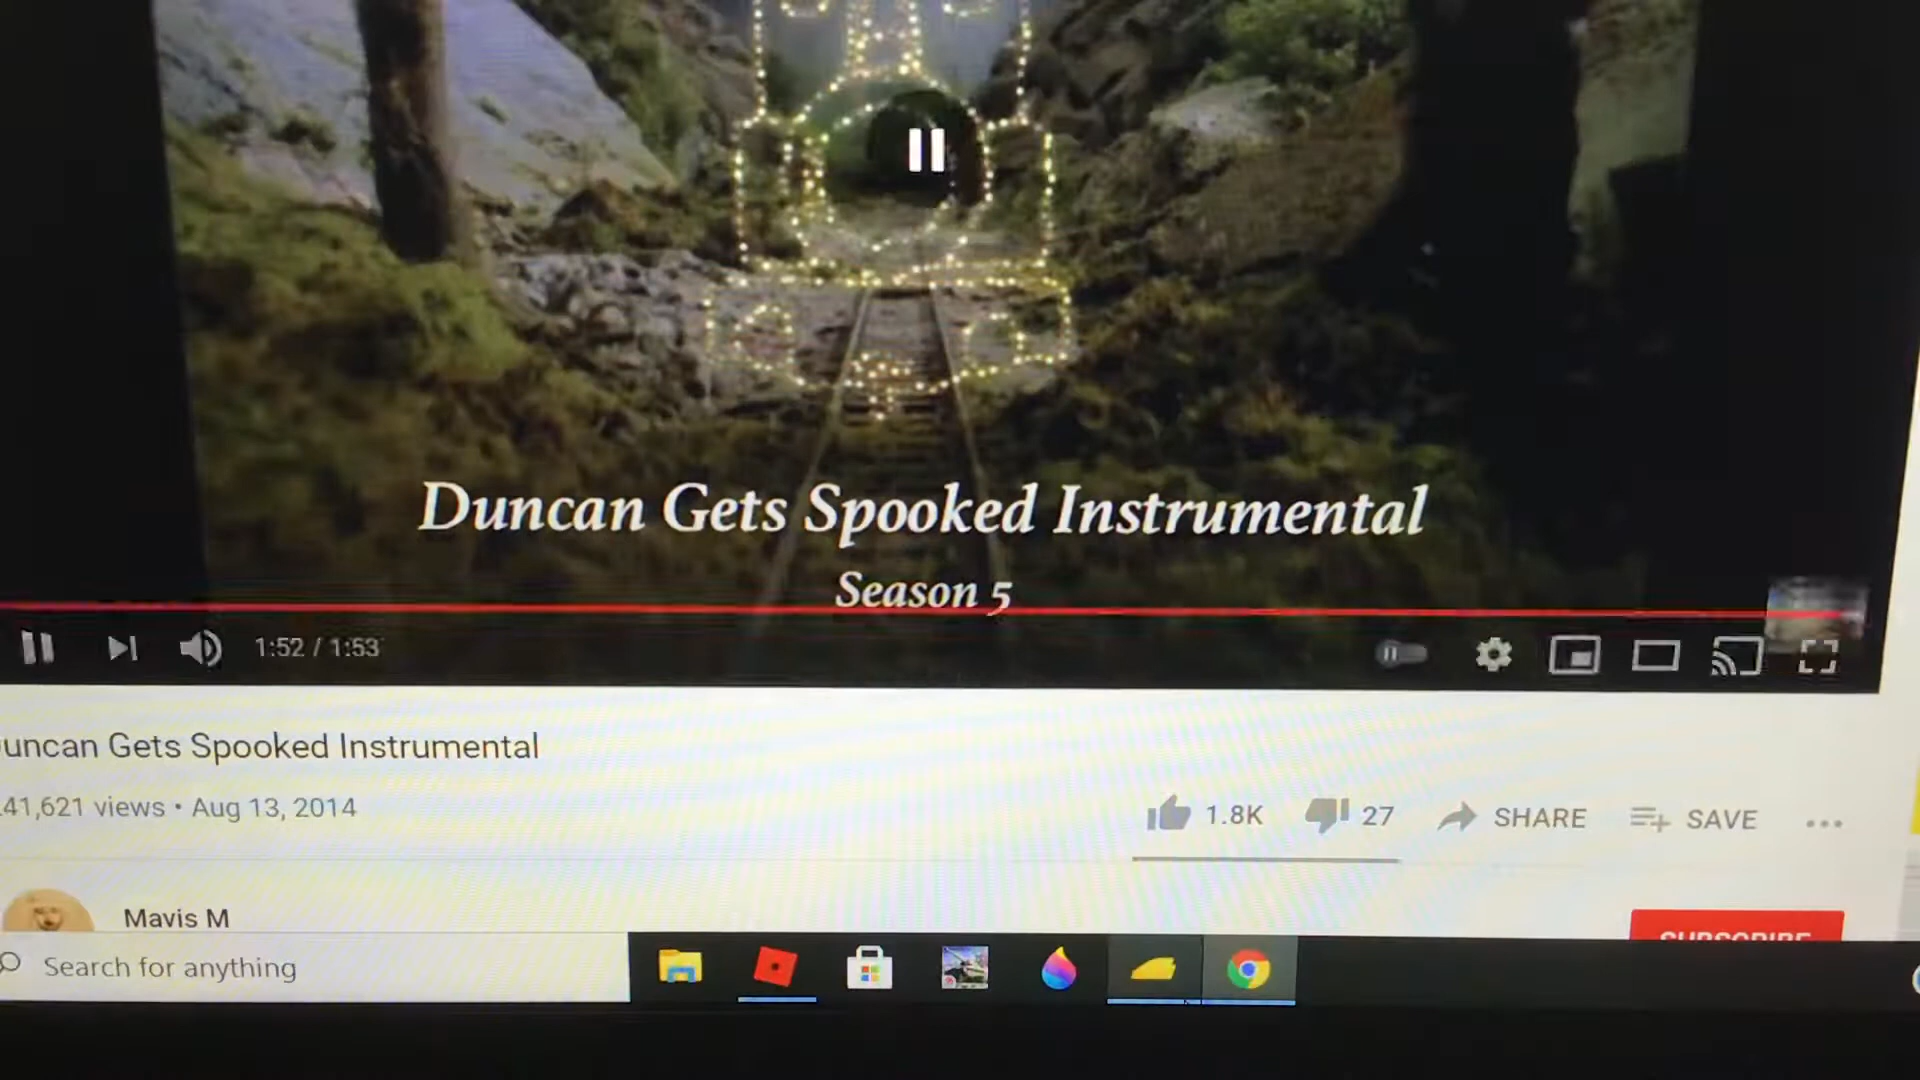 Duncan Gets Spooked Instrumental
Season 5
1:52 / 1:53
uncan Gets Spooked Instrumental
41,621 views • Aug 13, 2014
1.8K
27
SHARE
SAVE
Mavis M
SUBSCRIBE
Search for anything